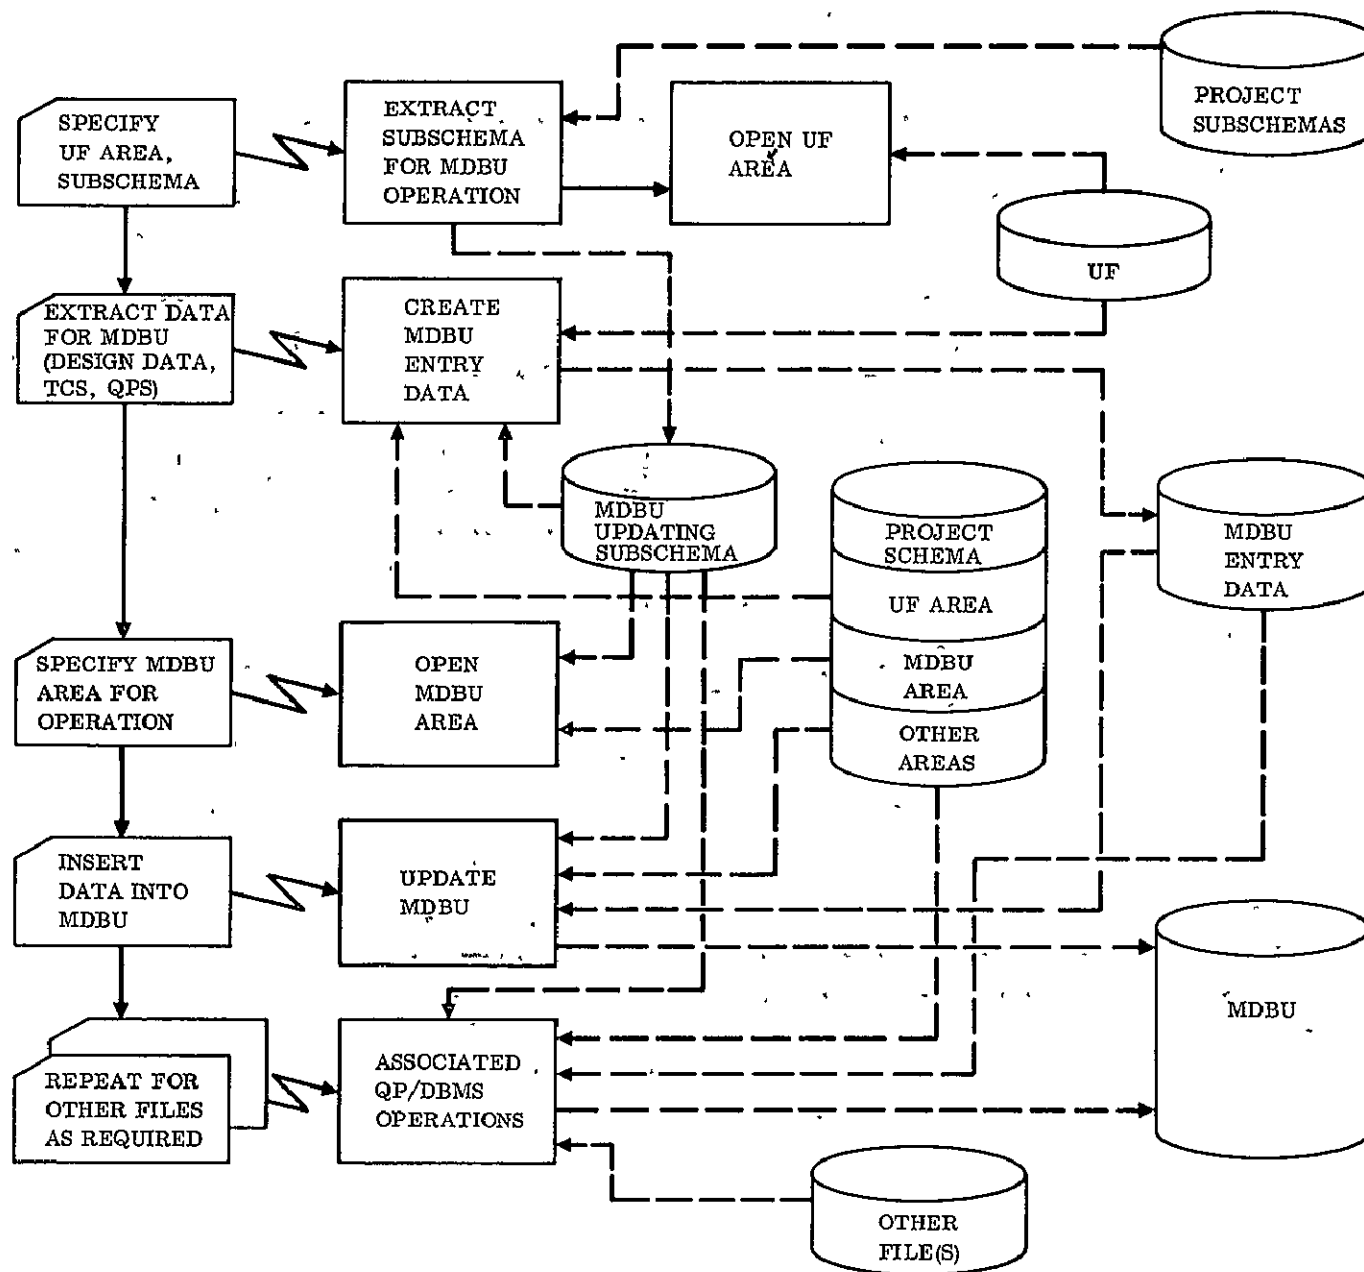 SPECIFY
UF AREA,
SUBSCHEMA
EXTRACT
SUBSCHEMA
FOR MDBU
OPERATION
OPEN UF
AREA
PROJECT
SUBSCHEMAS
UF
EXTRACT DATA
FOR MDBU
(DESIGN DATA,
TCS, QPS)
CREATE
MDBU
ENTRY
DATA
MDBU
UPDATING
SUBSCHEMA
PROJECT
SCHEMA
UF AREA
MDBU
AREA
OTHER
AREAS
MDBU
ENTRY
DATA
SPECIFY MDBU
AREA FOR
OPERATION
OPEN
MDBU
AREA
INSERT
DATA INTO
MDBU
UPDATE
MDBU
MDBU
REPEAT FOR
OTHER FILES
AS REQUIRED
ASSOCIATED
QP/DBMS
OPERATIONS
OTHER
FILE(S)